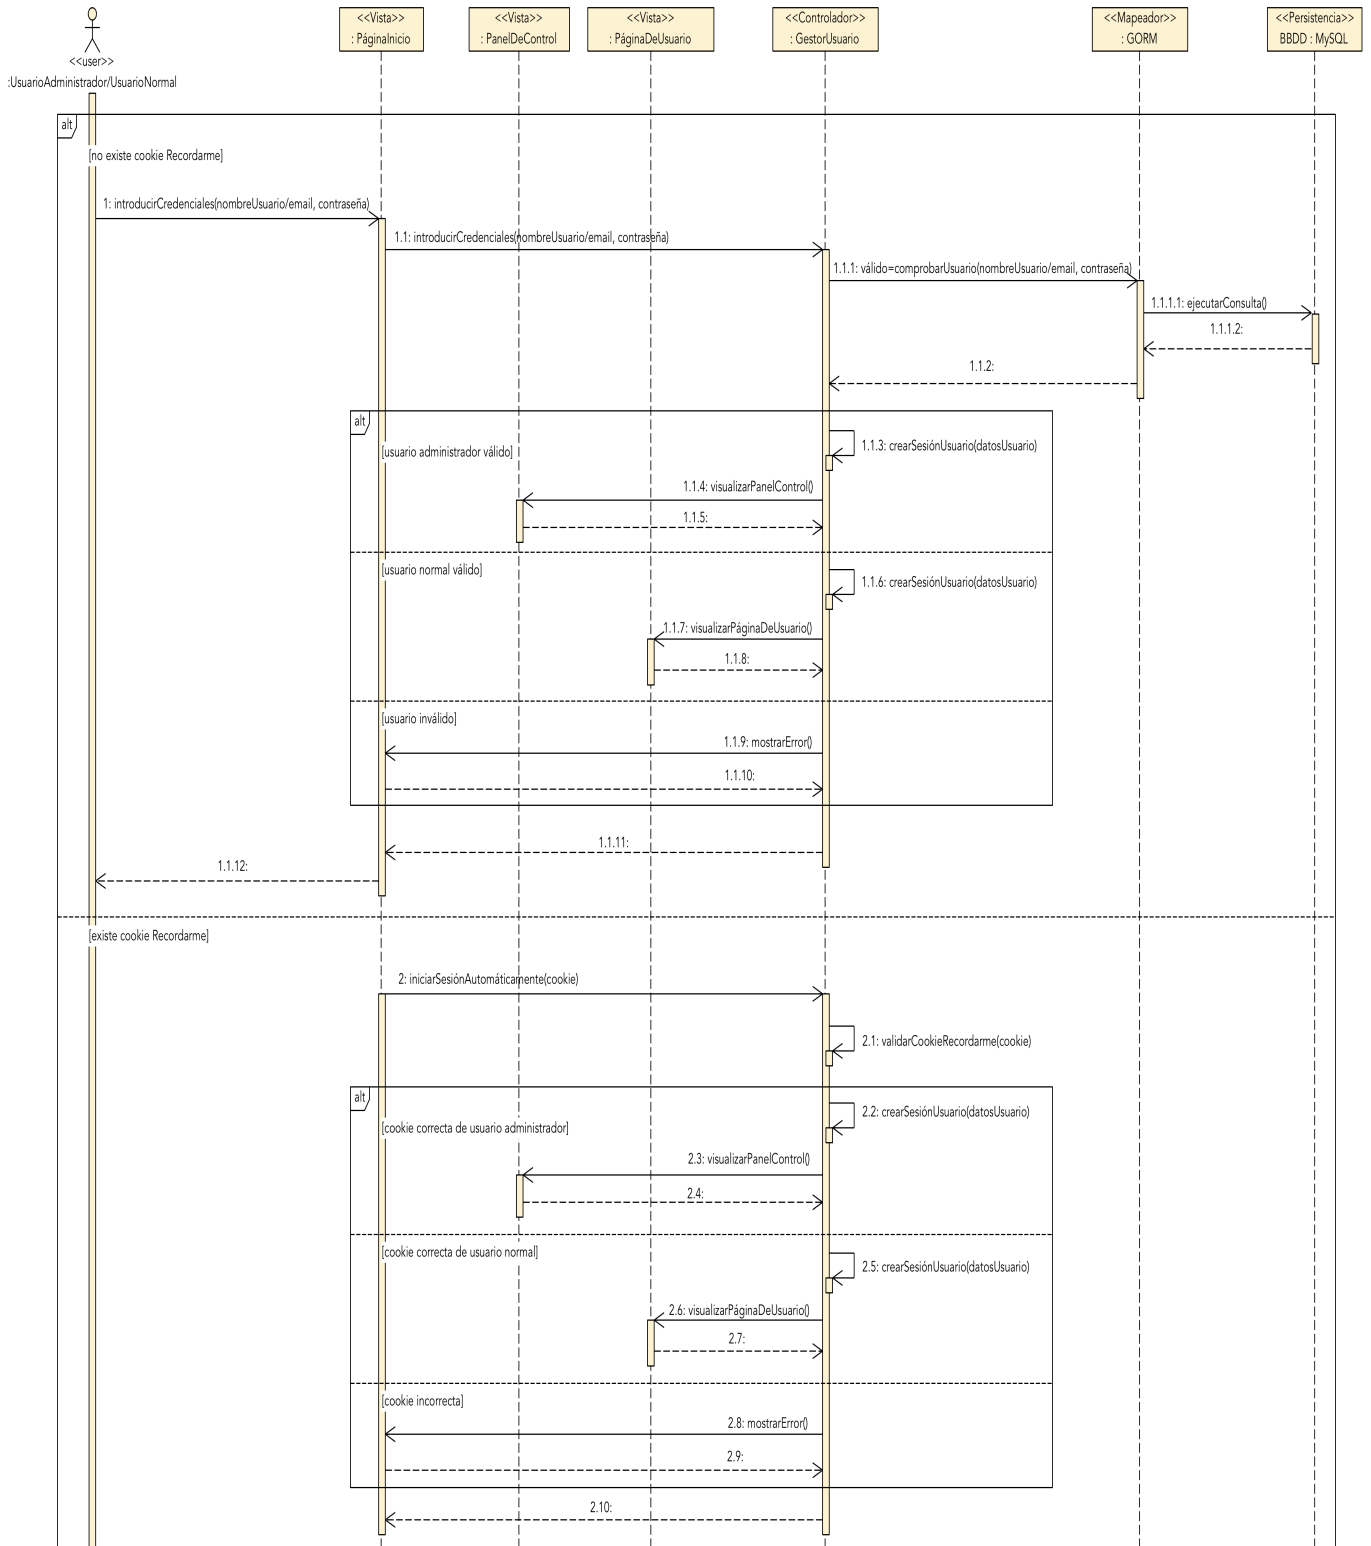 <<user>>
:UsuarioAdministrador/UsuarioNormal
<<Vista>>
: PáginaInicio
<<Vista>>
: PanelDeControl
<<Vista>>
: PáginaDeUsuario
<<Controlador>>
: GestorUsuario
<<Mapeador>>
: GORM
<<Persistencia>>
BBDD : MySQL
alt
[no existe cookie Recordarme]
1: introducirCredenciales(nombreUsuario/email, contraseña)
1.1: introducirCredenciales(nombreUsuario/email, contraseña)
1.1.1: válido=comprobarUsuario(nombreUsuario/email, contraseña)
1.1.1.1: ejecutarConsulta()
1.1.1.2:
1.1.2:
alt
[usuario administrador válido]
1.1.3: crearSesiónUsuario(datosUsuario)
1.1.4: visualizarPanelControl()
1.1.5:
[usuario normal válido]
1.1.6: crearSesiónUsuario(datosUsuario)
1.1.7: visualizarPáginaDeUsuario()
1.1.8:
[usuario inválido]
1.1.9: mostrarError()
1.1.10:
1.1.11:
1.1.12:
[existe cookie Recordarme]
2: iniciarSesiónAutomáticamente(cookie)
2.1: validarCookieRecordarme(cookie)
alt
2.2: crearSesiónUsuario(datosUsuario)
[cookie correcta de usuario administrador]
2.3: visualizarPanelControl()
2.4:
[cookie correcta de usuario normal]
2.5: crearSesiónUsuario(datosUsuario)
2.6: visualizarPáginaDeUsuario()
2.7:
[cookie incorrecta]
2.8: mostrarError()
2.9:
2.10: